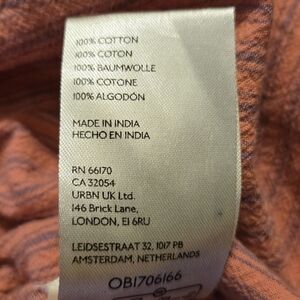 100% COTTON
100% COTON
100% BAUMWOLLE
100% COTONE
100% ALGODÓN
MADE IN INDIA
HECHO EN INDIA
RN 66170
CA 32054
URBN UK Ltd.
146 Brick Lane,
LONDON, E1 6RU
LEIDSESTRAAT 32, 1017 PB
AMSTERDAM, NETHERLANDS
OB1706166